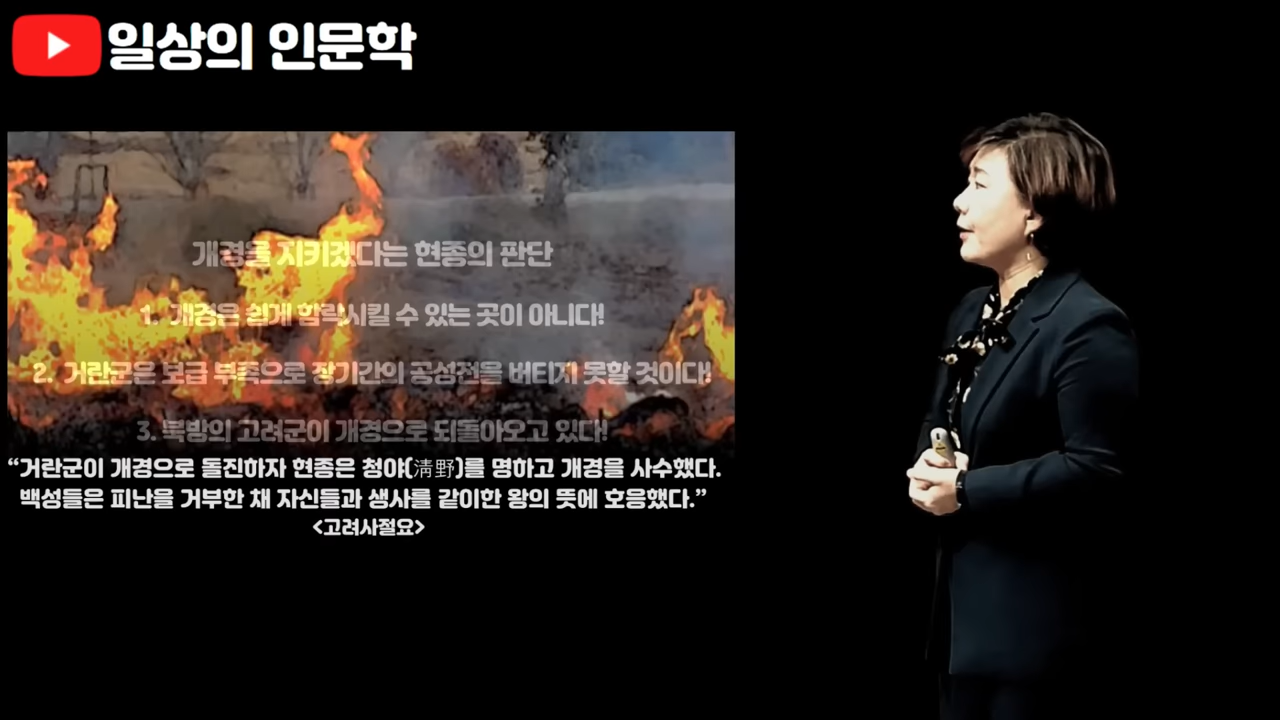 일상의 인문학
개경을 지키겠다는 현종의 판단
1. 개경은 쉽게 함락시킬 수 있는 곳이 아니다!
2. 거란군은 보급 부족으로 장기간의 공성전을 버티지 못할 것이다!
3. 북방의 고려군이 개경으로 되돌아오고 있다!
“거란군이 개경으로 돌진하자 현종은 청야(淸野)를 명하고 개경을 사수했다.
백성들은 피난을 거부한 채 자신들과 생사를 같이한 왕의 뜻에 호응했다.”
<고려사절요>